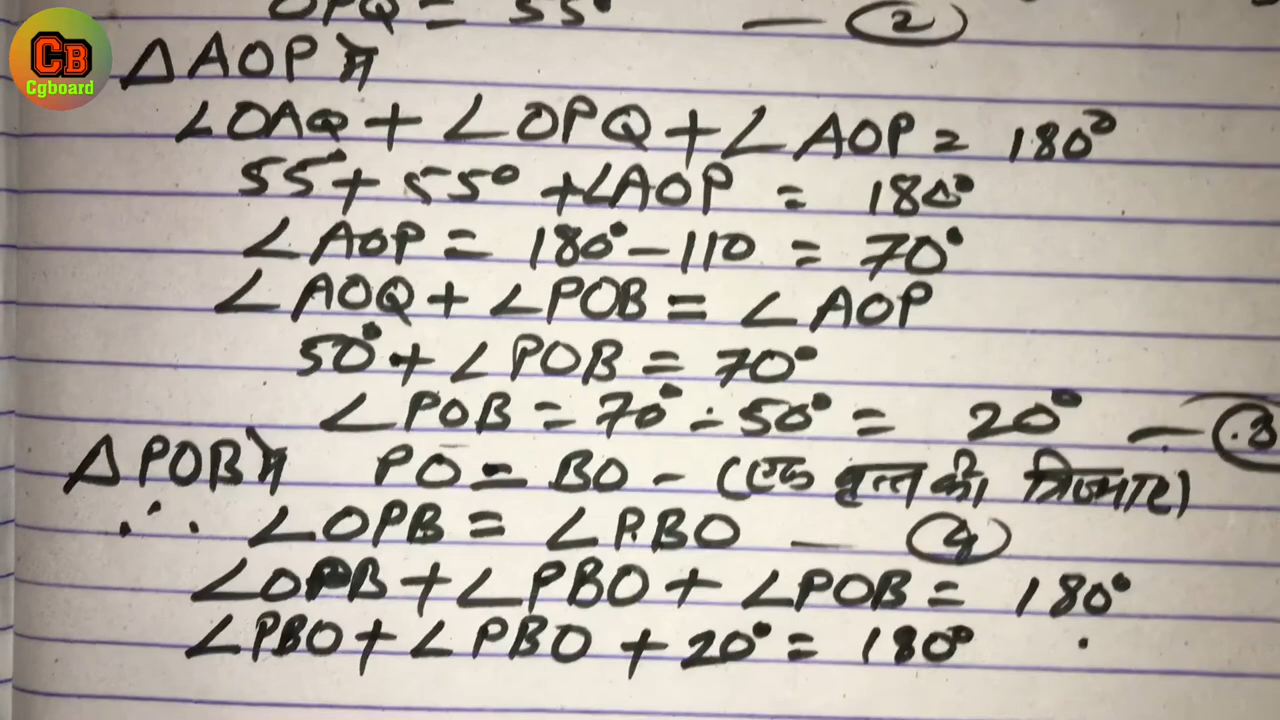 OPQ = 55° — (2)
CB
Cgboard
△AOP में
∠OAQ + ∠OPQ + ∠AOP = 180°
55° + 55° + ∠AOP = 180°
∠AOP = 180° - 110 = 70°
∠AOQ + ∠POB = ∠AOP
50° + ∠POB = 70°
∠POB = 70° - 50° = 20° — (3)
△POB में PO = BO - (एक वृत्त की त्रिज्याएं)
∴ ∠OPB = ∠PBO — (4)
∠OPB + ∠PBO + ∠POB = 180°
∠PBO + ∠PBO + 20° = 180°